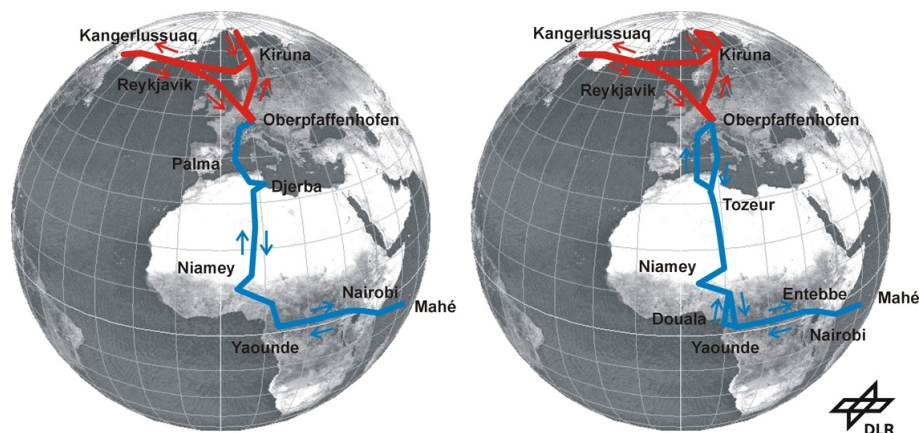 Kangerlussuaq
Kiruna
Reykjavik
Oberpfaffenhofen
Palma
Djerba
Niamey
Nairobi
Mahé
Yaounde
Kangerlussuaq
Kiruna
Reykjavik
Oberpfaffenhofen
Tozeur
Niamey
Entebbe
Mahé
Douala
Nairobi
Yaounde
DLR